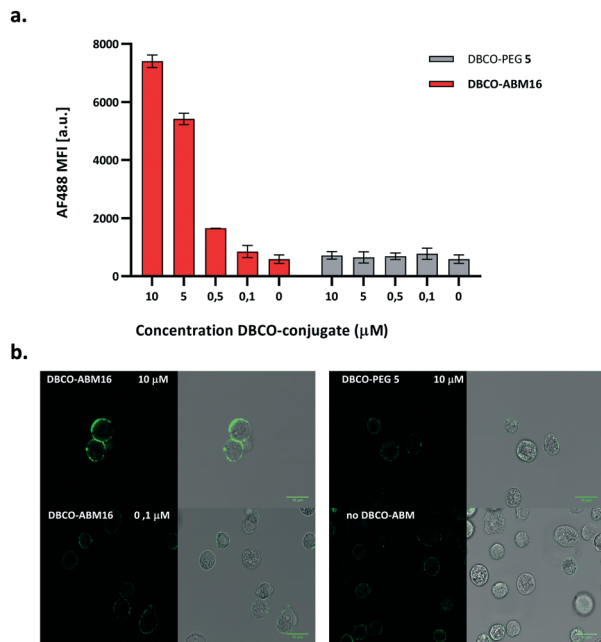 a.
8000
6000
4000
2000
0
AF488 MFI [a.u.]
DBCO-PEG 5
DBCO-ABM16
10 5 0,5 0,1 0 10 5 0,5 0,1 0
Concentration DBCO-conjugate (μM)
b.
DBCO-ABM16 10 μM
DBCO-PEG 5 10 μM
DBCO-ABM16 0 ,1 μM
no DBCO-ABM